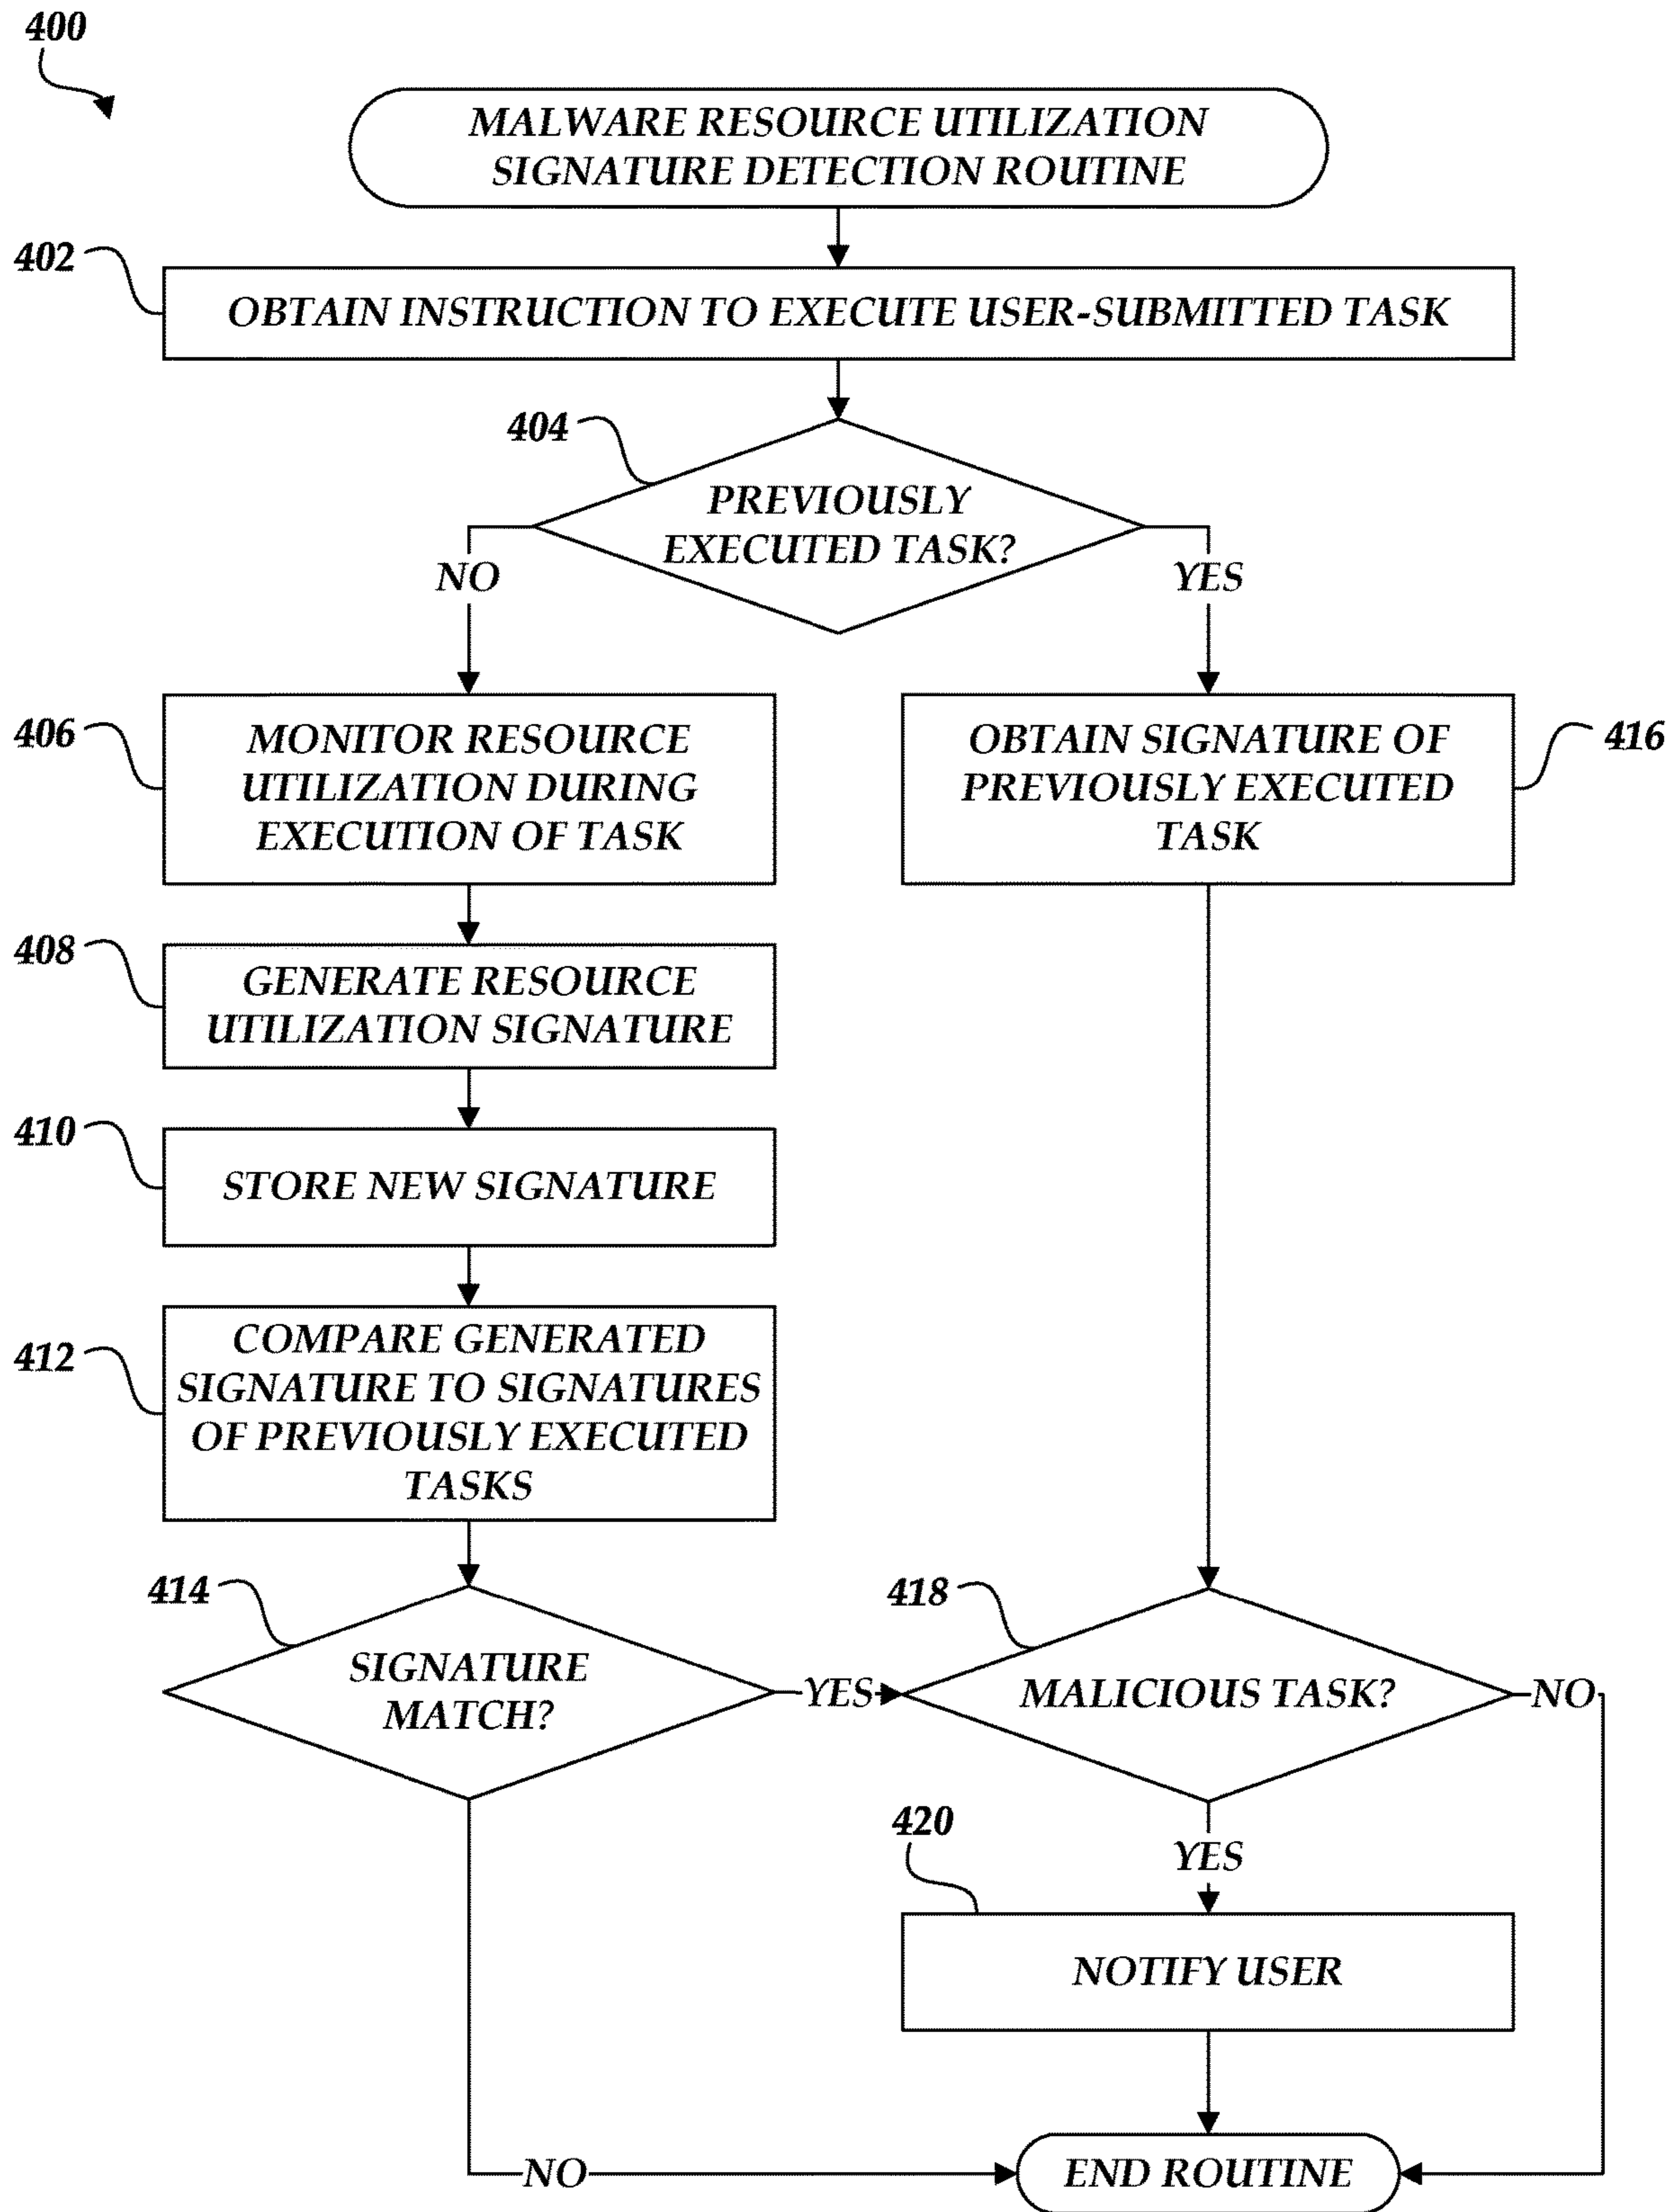 400
MALWARE RESOURCE UTILIZATION
SIGNATURE DETECTION ROUTINE
402
OBTAIN INSTRUCTION TO EXECUTE USER-SUBMITTED TASK
404
PREVIOUSLY
EXECUTED TASK?
NO
YES
406
MONITOR RESOURCE
UTILIZATION DURING
EXECUTION OF TASK
OBTAIN SIGNATURE OF
PREVIOUSLY EXECUTED
TASK
416
408
GENERATE RESOURCE
UTILIZATION SIGNATURE
410
STORE NEW SIGNATURE
412
COMPARE GENERATED
SIGNATURE TO SIGNATURES
OF PREVIOUSLY EXECUTED
TASKS
414
SIGNATURE
MATCH?
YES
418
MALICIOUS TASK?
NO
YES
420
NOTIFY USER
NO
END ROUTINE